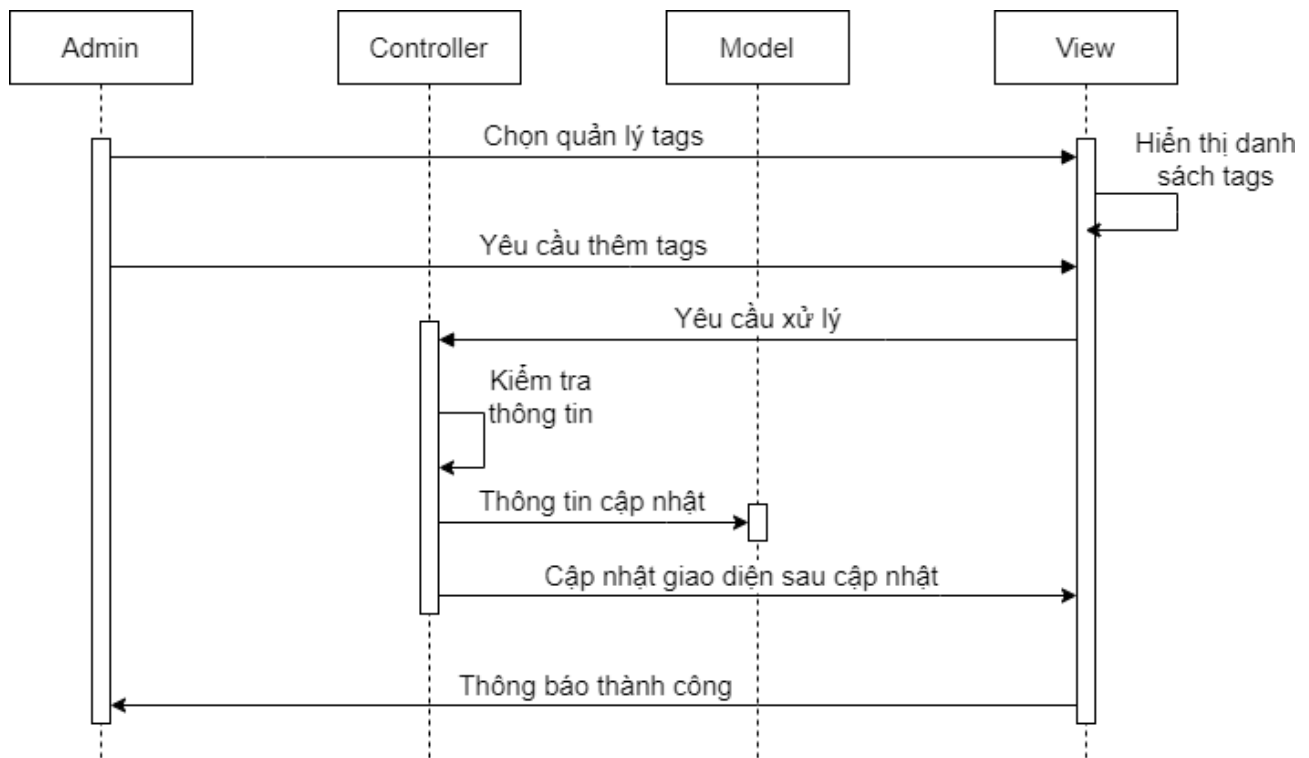 Admin
Controller
Model
View
Chọn quản lý tags
Hiển thị danh
sách tags
Yêu cầu thêm tags
Yêu cầu xử lý
Kiểm tra
thông tin
Thông tin cập nhật
Cập nhật giao diện sau cập nhật
Thông báo thành công